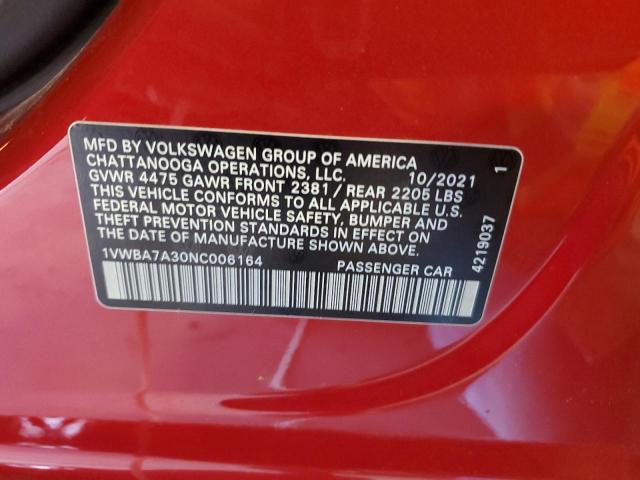 MFD BY VOLKSWAGEN GROUP OF AMERICA
CHATTANOOGA OPERATIONS, LLC. 10/2021
GVWR 4475 GAWR FRONT 2381 / REAR 2205 LBS
THIS VEHICLE CONFORMS TO ALL APPLICABLE U.S.
FEDERAL MOTOR VEHICLE SAFETY, BUMPER AND
THEFT PREVENTION STANDARDS IN EFFECT ON
THE DATE OF MANUFACTURE SHOWN ABOVE.
1VWBA7A30NC006164 PASSENGER CAR
4219037 1